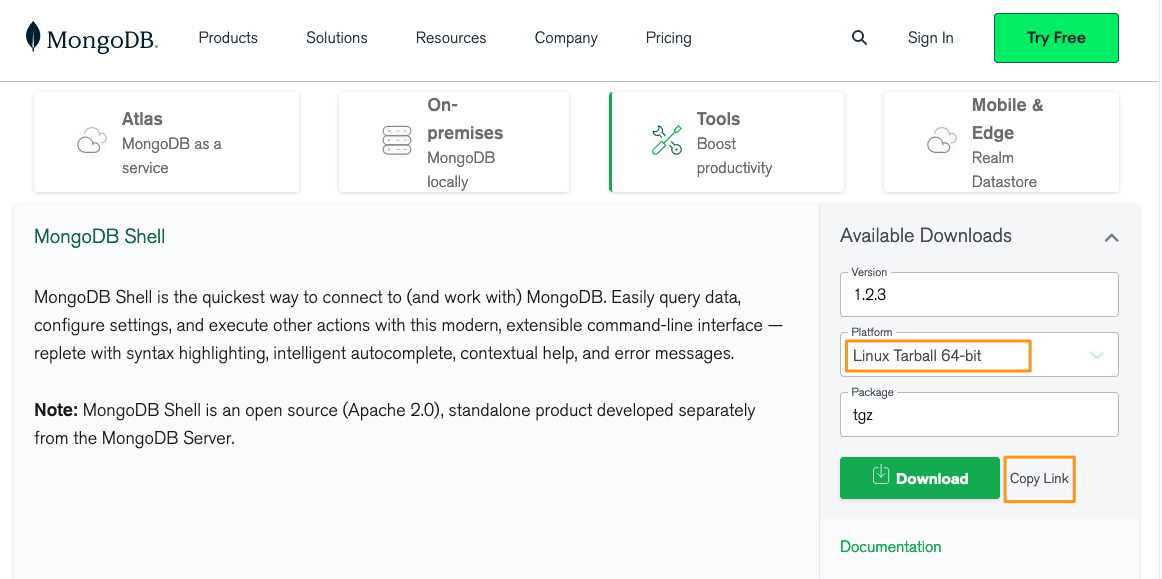 MongoDB.
Products
Solutions
Resources
Company
Pricing
Sign In
Try Free
Atlas
MongoDB as a
service
On-
premises
MongoDB
locally
Tools
Boost
productivity
Mobile &
Edge
Realm
Datastore
MongoDB Shell
MongoDB Shell is the quickest way to connect to (and work with) MongoDB. Easily query data,
configure settings, and execute other actions with this modern, extensible command-line interface —
replete with syntax highlighting, intelligent autocomplete, contextual help, and error messages.
Note: MongoDB Shell is an open source (Apache 2.0), standalone product developed separately
from the MongoDB Server.
Available Downloads
Version
1.2.3
Platform
Linux Tarball 64-bit
Package
tgz
Download
Copy Link
Documentation